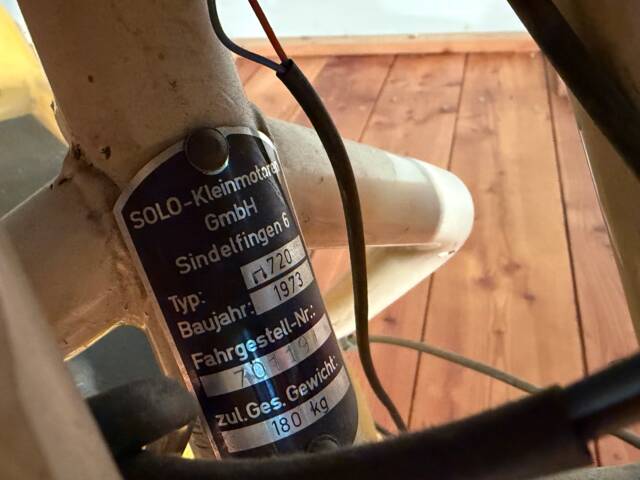 SOLO-Kleinmotoren
GmbH
Sindelfingen 6
Typ: 720
Baujahr: 1973
Fahrgestell-Nr.:
zul.Ges.Gewicht:
180 kg